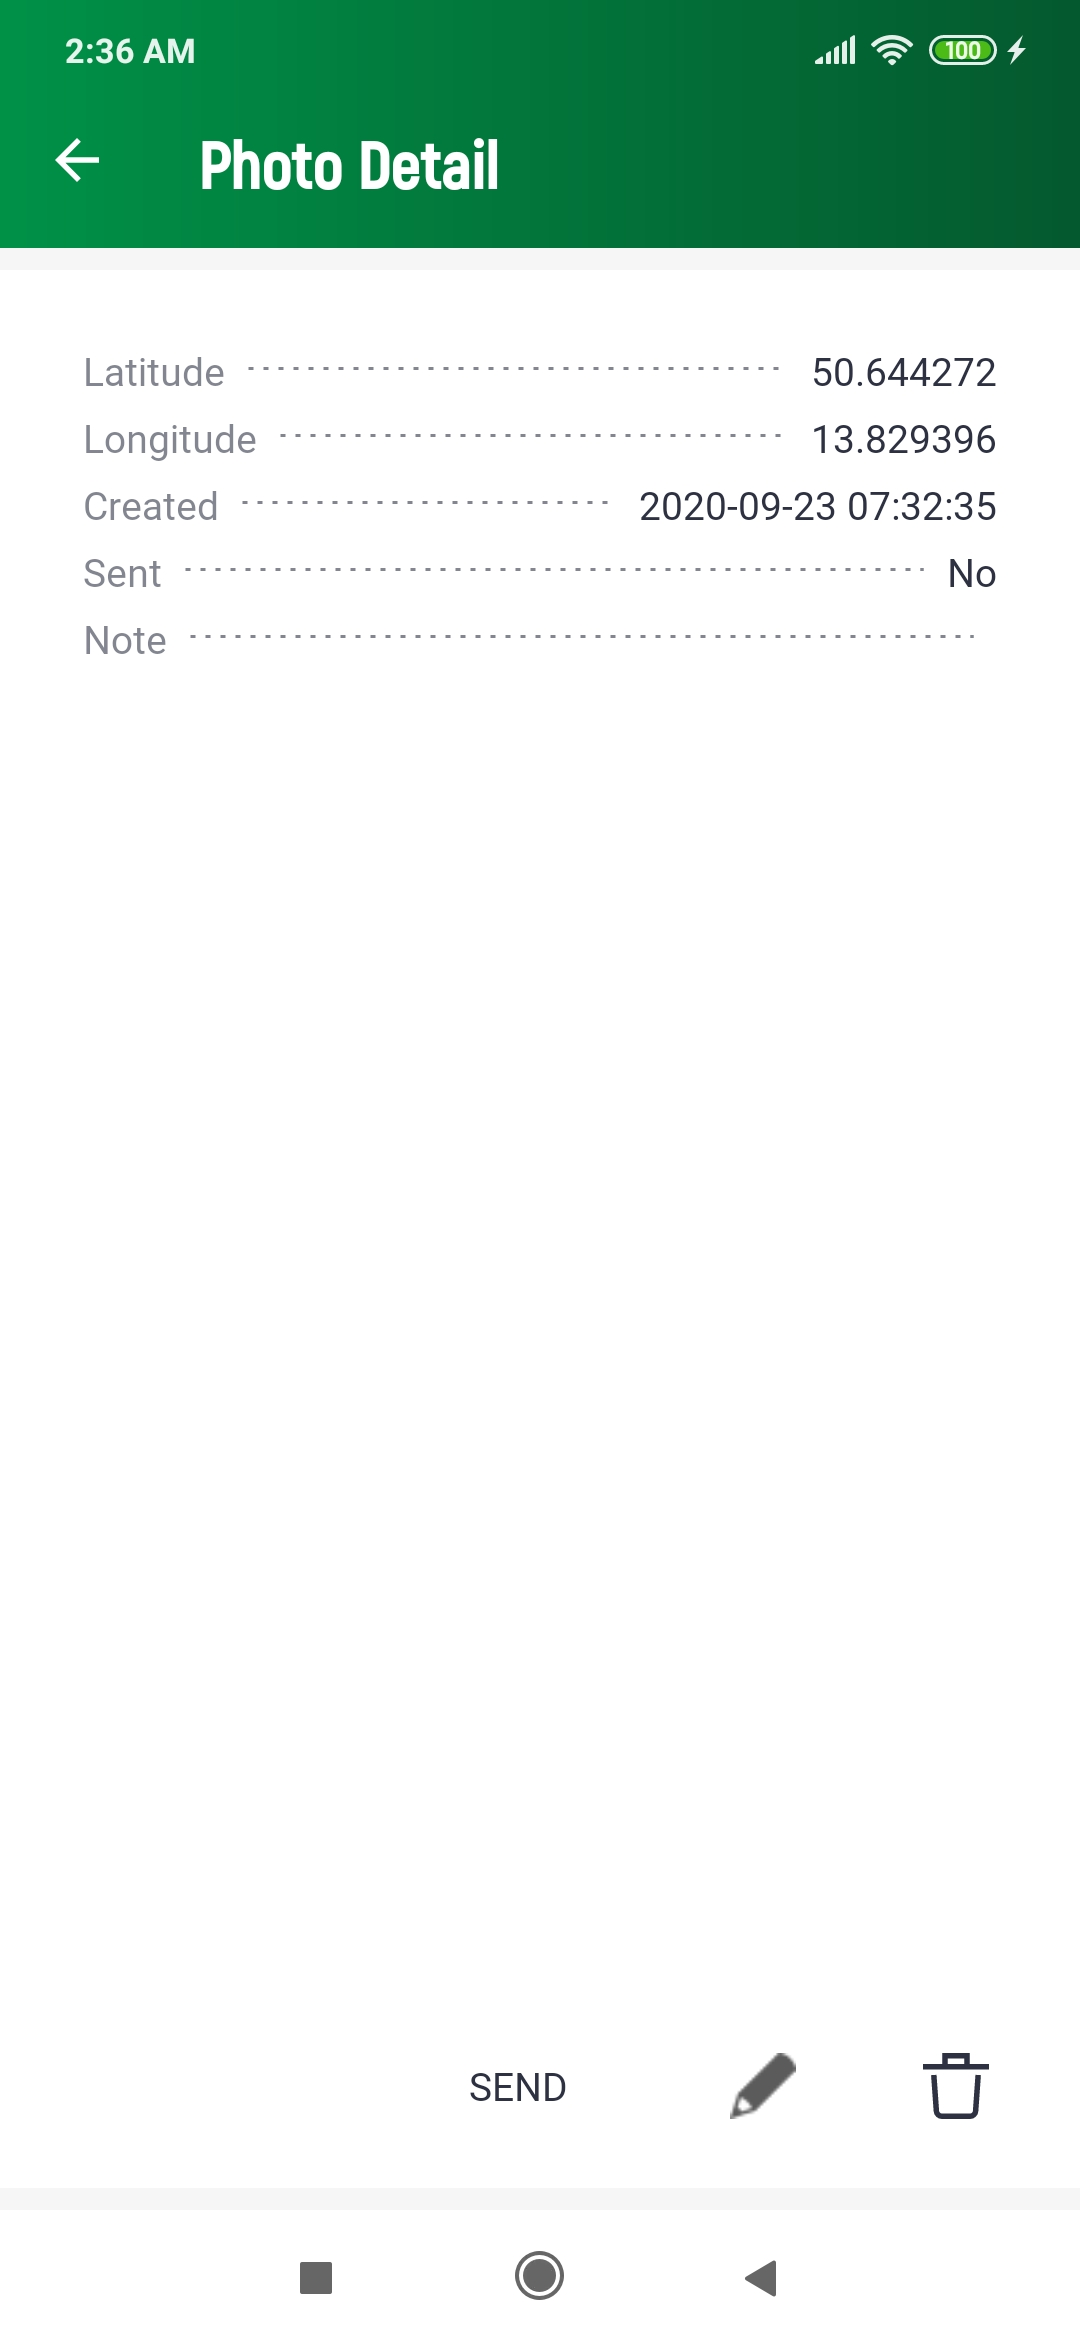 2:36 AM
100
Photo Detail
Latitude 50.644272
Longitude 13.829396
Created 2020-09-23 07:32:35
Sent No
Note
SEND